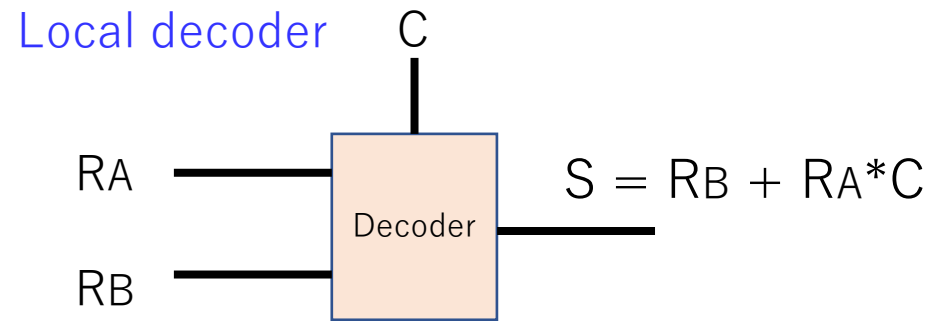 Local decoder
C
RA
Decoder
S = RB + RA*C
RB